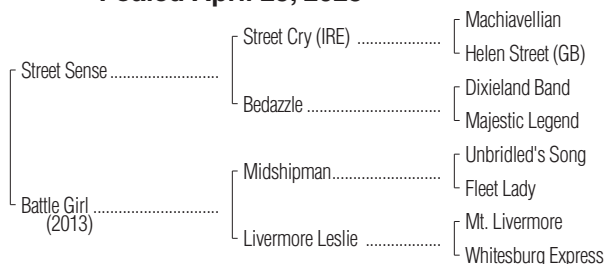 Foaled April
Street Sense
Battle Girl
(2013)
Street Cry (IRE)
Bedazzle
Midshipman
Livermore Leslie
Machiavellian
Helen Street (GB)
Dixieland Band
Majestic Legend
Unbridled's Song
Fleet Lady
Mt. Livermore
Whitesburg Express